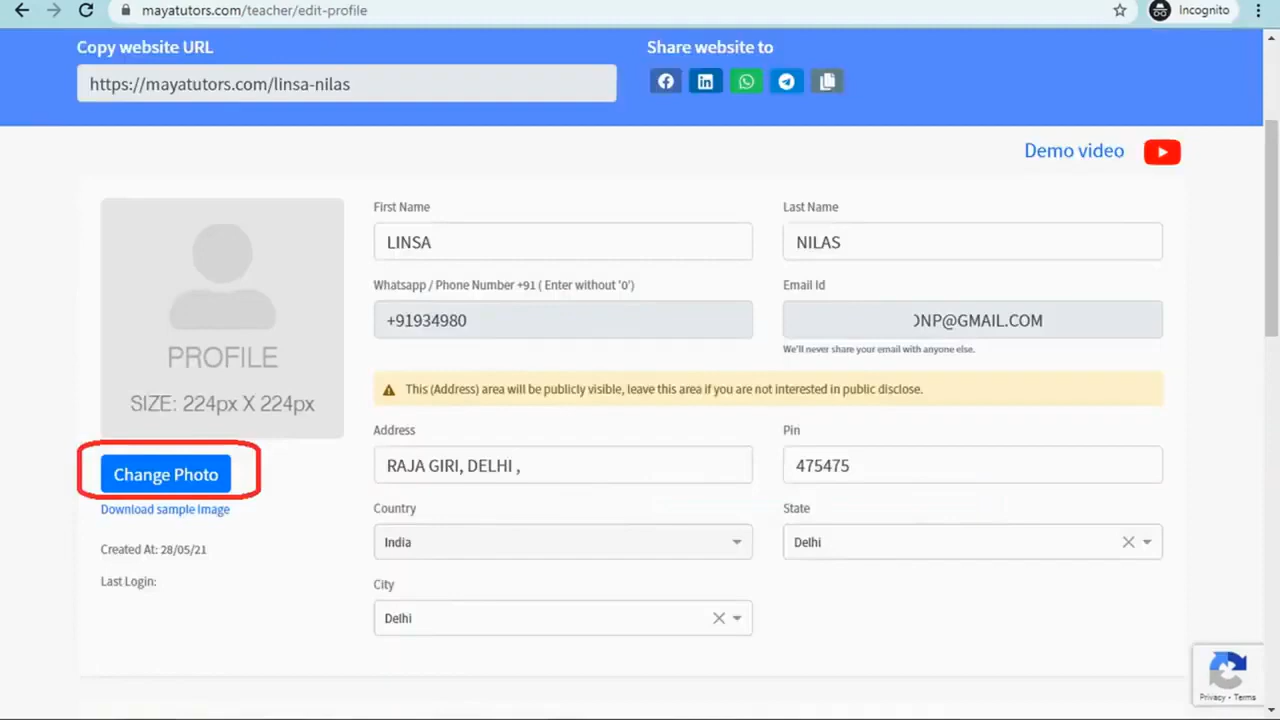 mayatutors.com/teacher/edit-profile
Incognito
Copy website URL
Share website to
https://mayatutors.com/linsa-nilas
Demo video
PROFILE
SIZE: 224px X 224px
Change Photo
Download sample Image
Created At: 28/05/21
Last Login:
First Name
LINSA
Last Name
NILAS
Whatsapp / Phone Number +91 ( Enter without '0')
+91934980
Email Id
NP@GMAIL.COM
We'll never share your email with anyone else.
This (Address) area will be publicly visible, leave this area if you are not interested in public disclose.
Address
RAJA GIRI, DELHI ,
Pin
475475
Country
India
State
Delhi
City
Delhi
Privacy - Terms